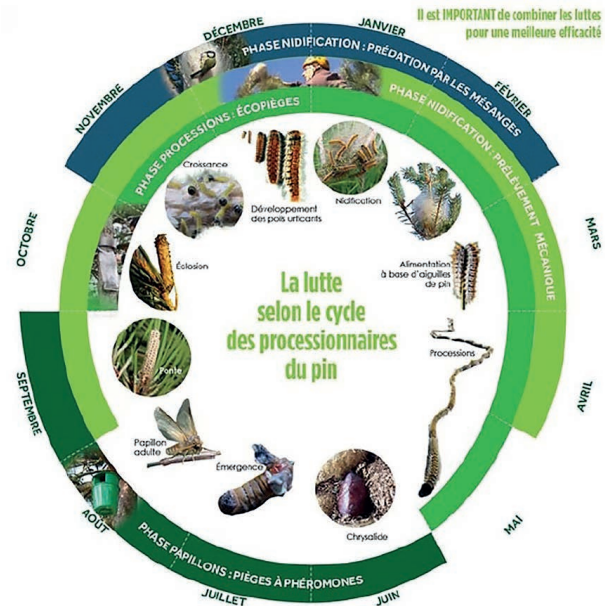 Il est IMPORTANT de combiner les luttes
pour une meilleure efficacité
DÉCEMBRE
JANVIER
FÉVRIER
MARS
AVRIL
MAI
JUIN
JUILLET
AOÛT
SEPTEMBRE
OCTOBRE
NOVEMBRE
PHASE NIDIFICATION : PRÉDATION PAR LES MÉSANGES
PHASE NIDIFICATION : PRÉLÈVEMENT MÉCANIQUE
PHASE PROCESSIONS : ÉCOPIÈGES
PHASE PAPILLONS : PIÈGES À PHÉROMONES
Croissance
Développement
des poils urticants
Nidification
Alimentation
à base d'aiguilles
de pin
Processions
Chrysalide
Émergence
Papillon
adulte
Ponte
Éclosion
La lutte
selon le cycle
des processionnaires
du pin